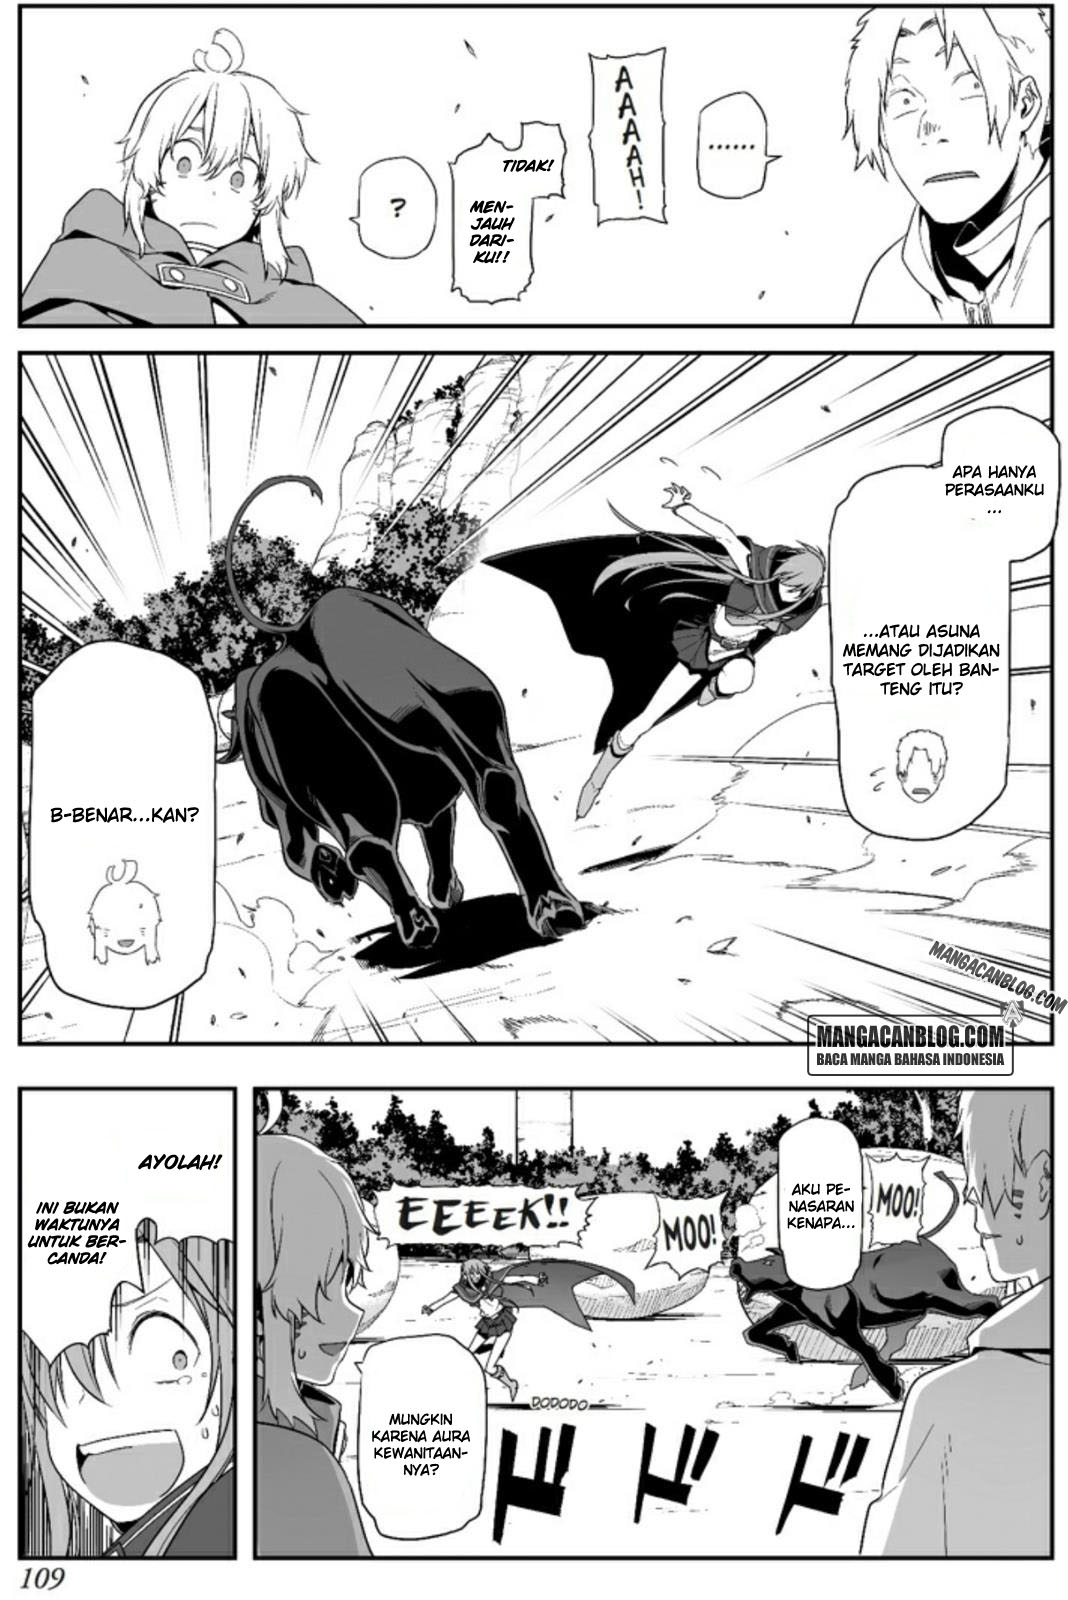 ......
AAAAH!
TIDAK!
MEN-
JAUH
DARI-
KU!!
?
APA HANYA
PERASAANKU
...
...ATAU ASUNA
MEMANG DIJADIKAN
TARGET OLEH BAN-
TENG ITU?
B-BENAR...KAN?
MANGACANBLOG.COM
MANGACANBLOG.COM
BACA MANGA BAHASA INDONESIA
MOO!
AKU PE-
NASARAN
KENAPA...
MOO!
EEEEEK!!
DODODO
ドドド
MUNGKIN
KARENA AURA
KEWANITAAN-
NYA?
AYOLAH!
INI BUKAN
WAKTUNYA
UNTUK BER-
CANDA!
109